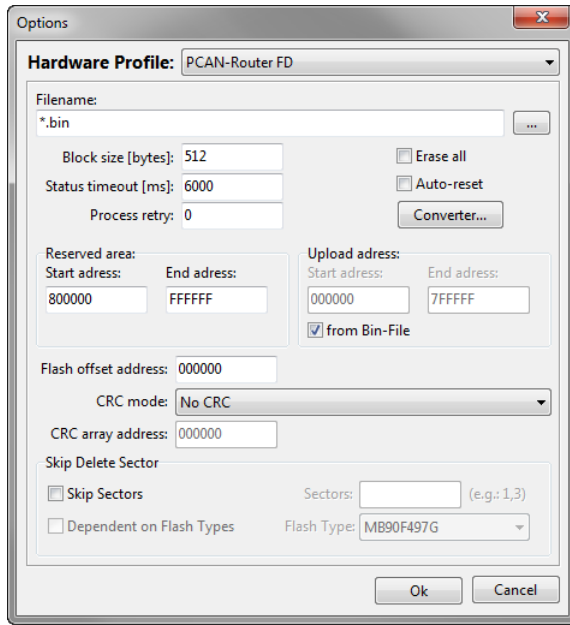 Options
Hardware Profile: PCAN-Router FD
Filename:
*.bin
...
Block size [bytes]: 512
Erase all
Status timeout [ms]: 6000
Auto-reset
Process retry: 0
Converter...
Reserved area:
Start adress: End adress:
800000 FFFFFF
Upload adress:
Start adress: End adress:
000000 7FFFFF
from Bin-File
Flash offset address: 000000
CRC mode: No CRC
CRC array address: 000000
Skip Delete Sector
Skip Sectors Sectors: (e.g.: 1,3)
Dependent on Flash Types Flash Type: MB90F497G
Ok Cancel